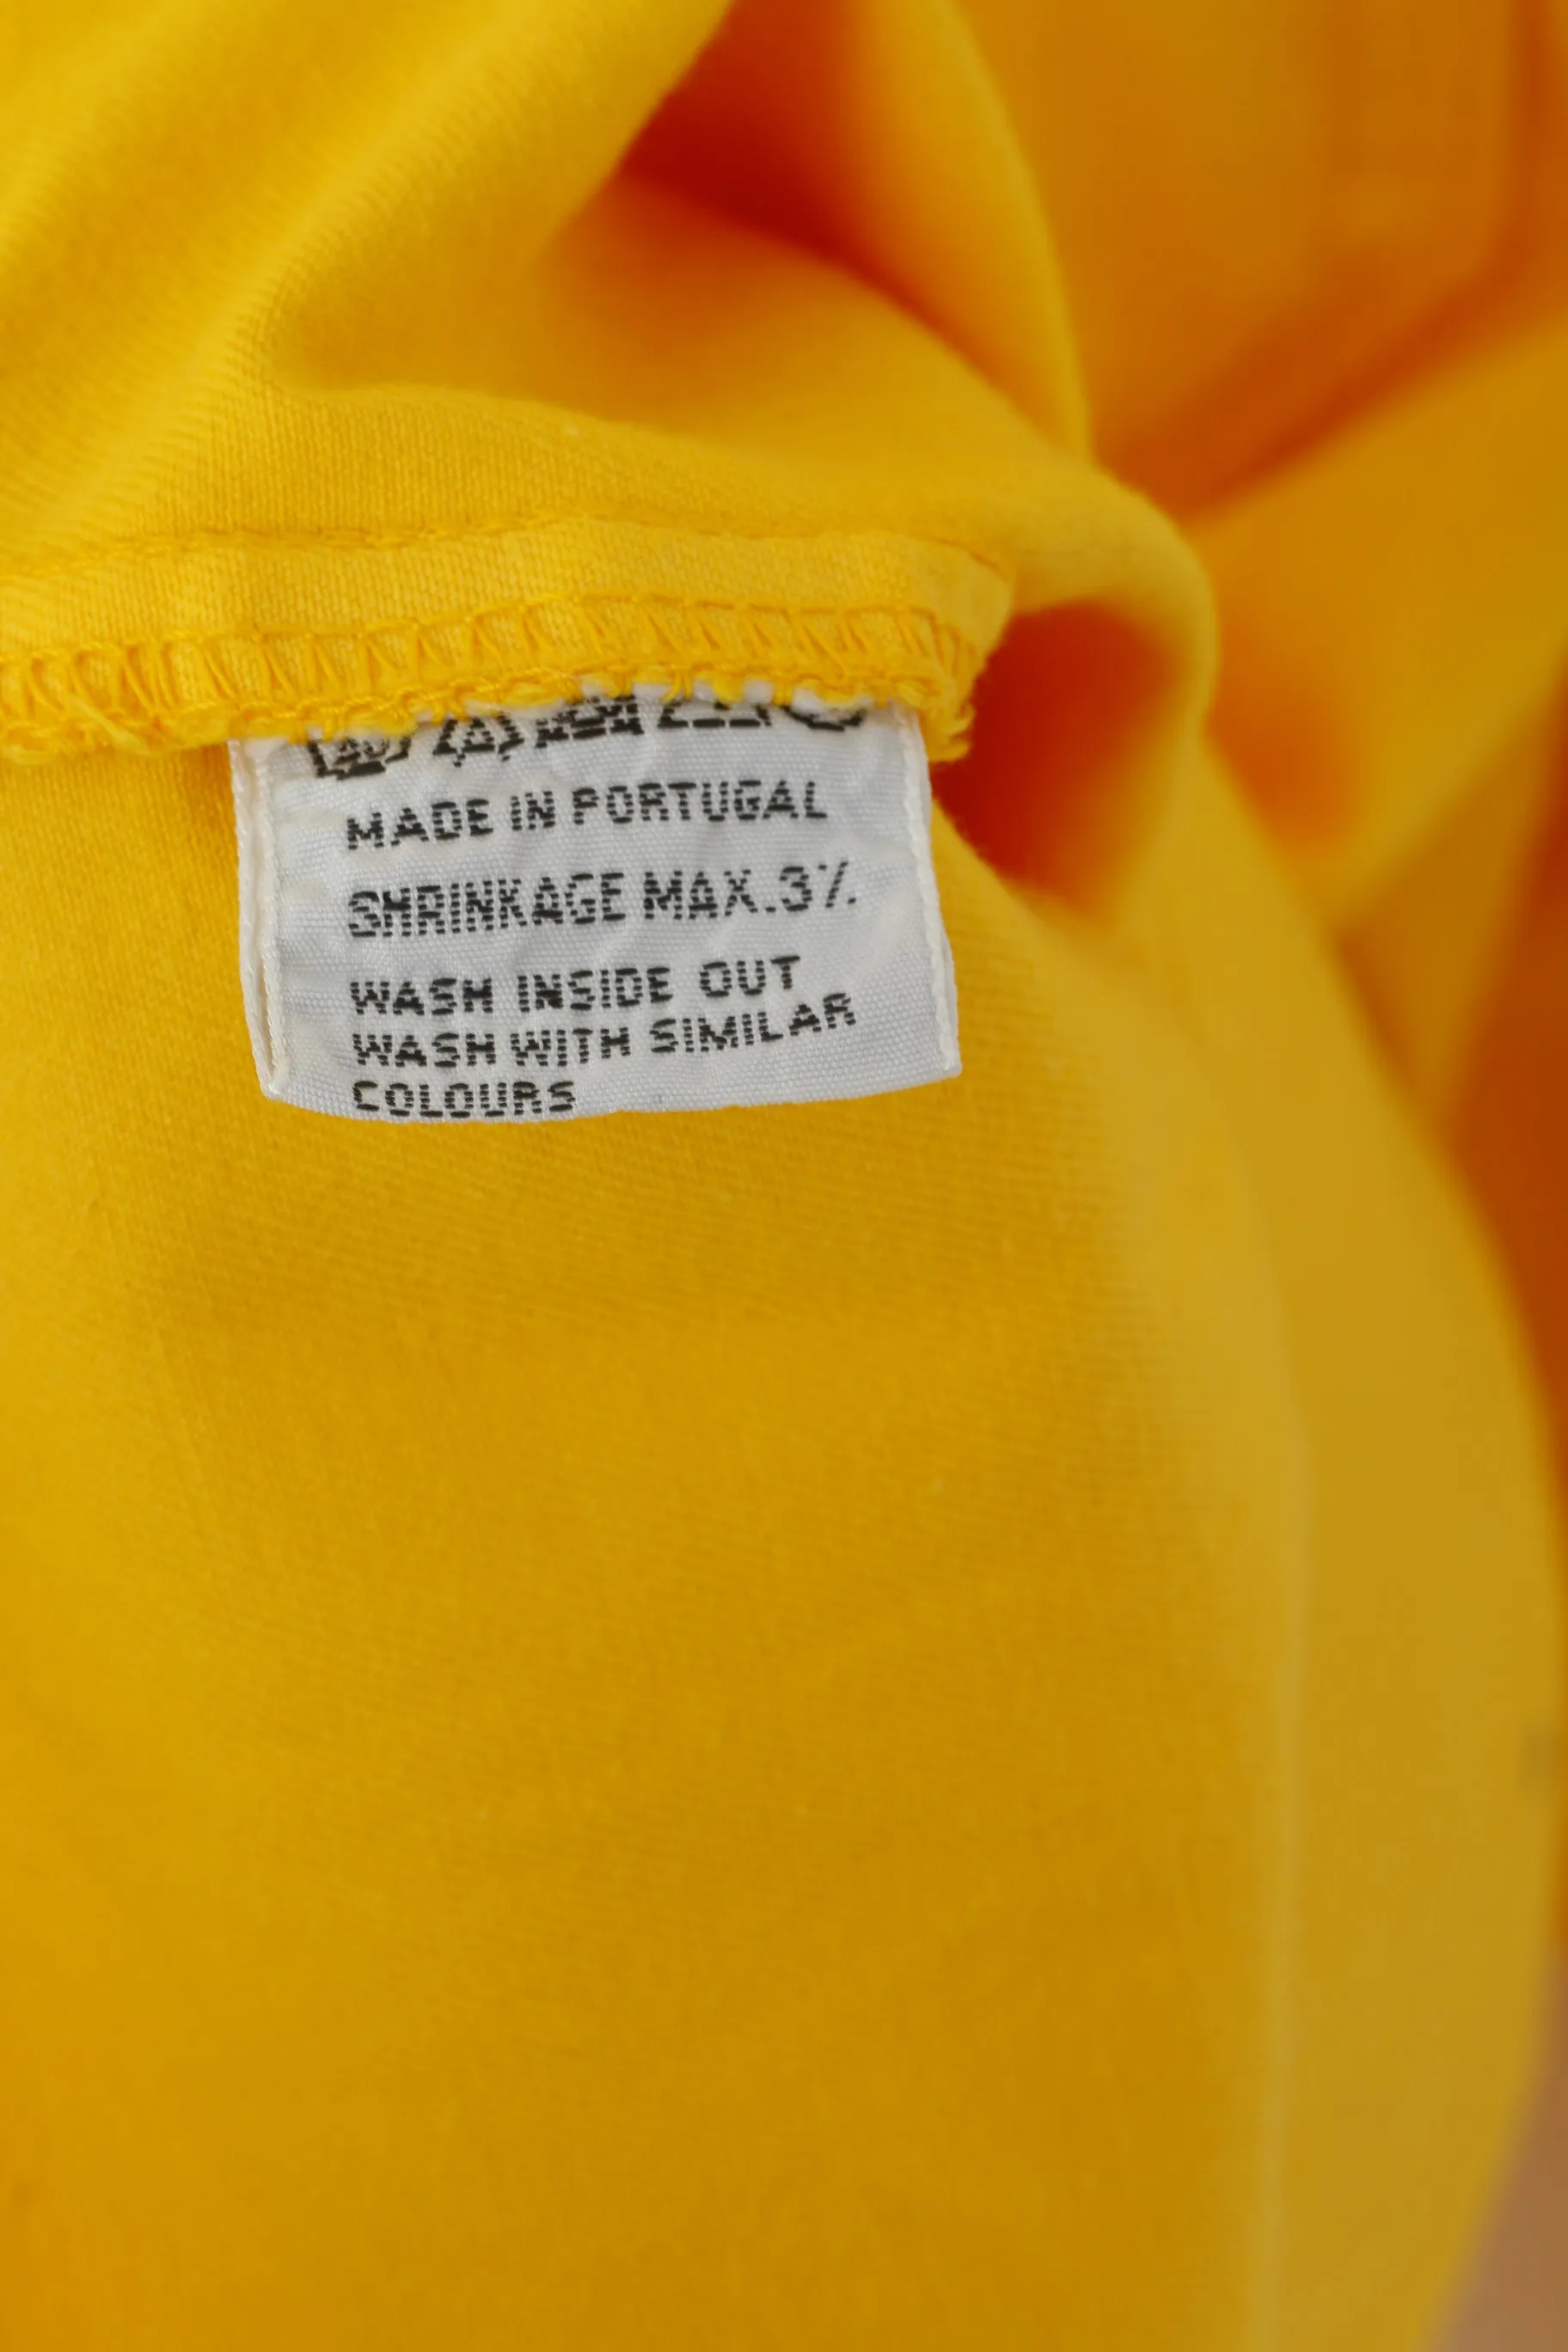 MADE IN PORTUGAL
SHRINKAGE MAX.3%
WASH INSIDE OUT
WASH WITH SIMILAR
COLOURS